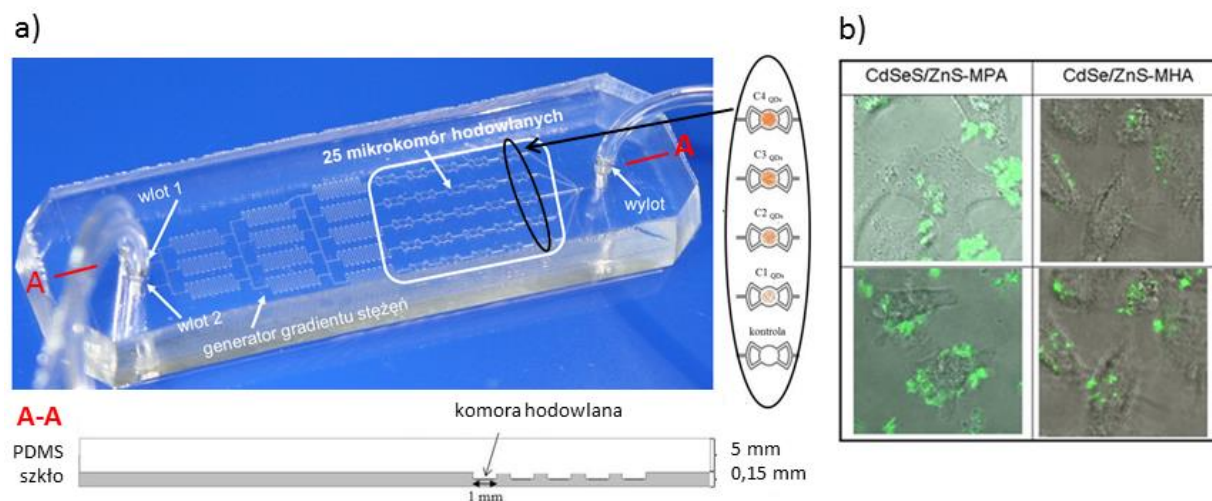 a)
25 mikrokomór hodowlanych
A
wlot 1
wylot
A
wlot 2
generator gradientu stężeń
C4 QDs
C3 QDs
C2 QDs
C1 QDs
kontrola
A-A
komora hodowlana
PDMS
5 mm
szkło
0,15 mm
1 mm
b)
CdSeS/ZnS-MPA
CdSe/ZnS-MHA